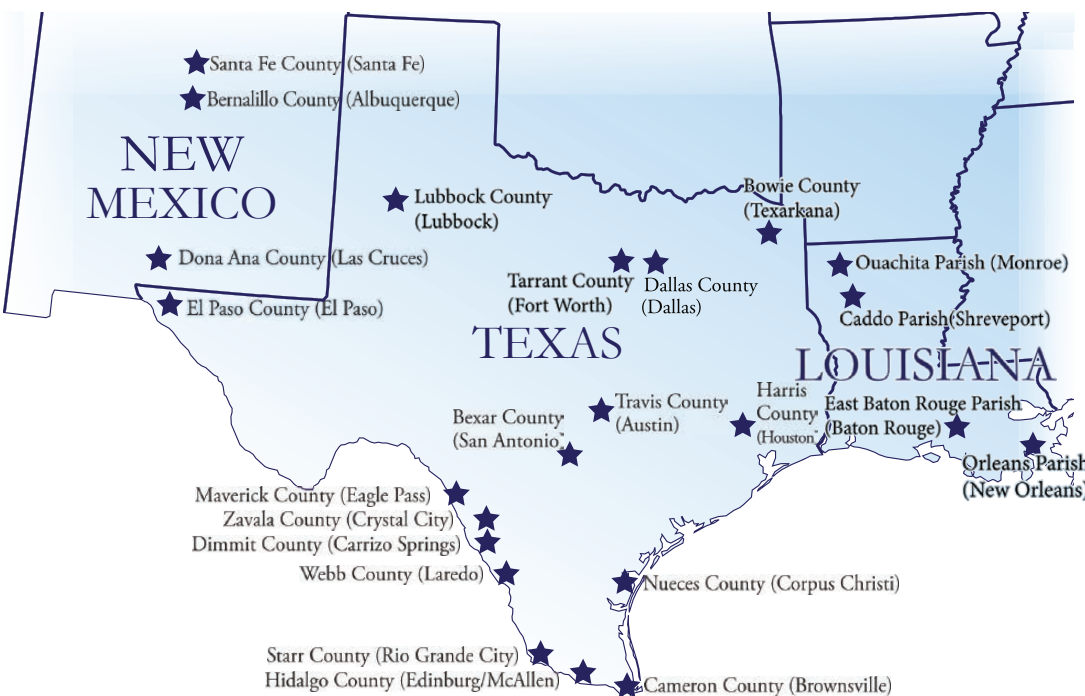 Santa Fe County (Santa Fe)
Bernalillo County (Albuquerque)
NEW
MEXICO
Bowie County
(Texarkana)
Lubbock County
(Lubbock)
Dona Ana County (Las Cruces)
Ouachita Parish (Monroe)
Tarrant County
(Fort Worth)
Dallas County
(Dallas)
El Paso County (El Paso)
Caddo Parish(Shreveport)
TEXAS
LOUISIANA
Harris
County
(Houston"
Travis County
(Austin)
East Baton Rouge Parish
(Baton Rouge)
Bexar County
(San Antonio"
Orleans Parish
(New Orleans)
Maverick County (Eagle Pass)
Zavala County (Crystal City)
Dimmit County (Carrizo Springs)
Webb County (Laredo)
Nueces County (Corpus Christi)
Starr County (Rio Grande City)
Hidalgo County (Edinburg/McAllen)
Cameron County (Brownsville)